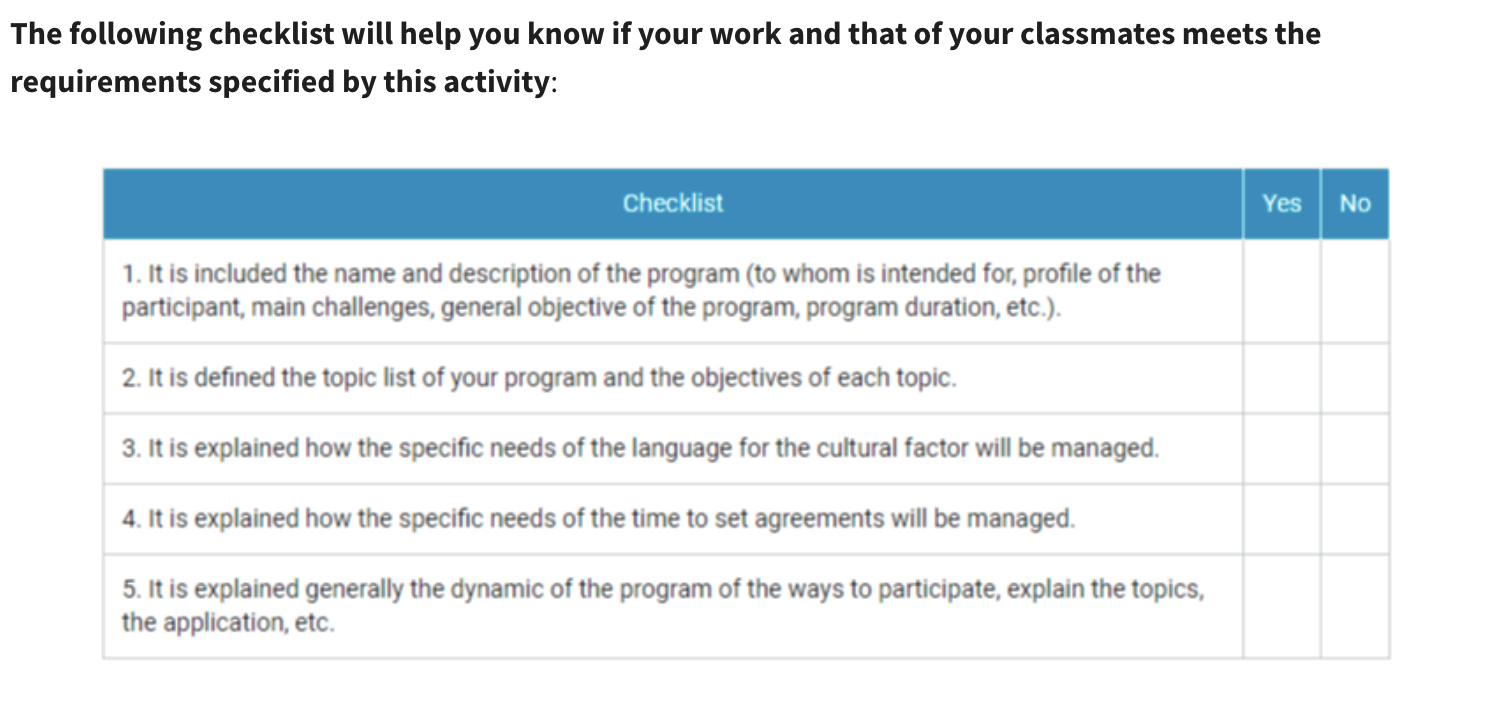 The following checklist will help you know if your work and that of your classmates meets the
requirements specified by this activity:
Checklist Yes No
1. It is included the name and description of the program (to whom is intended for, profile of the
participant, main challenges, general objective of the program, program duration, etc.).
2. It is defined the topic list of your program and the objectives of each topic.
3. It is explained how the specific needs of the language for the cultural factor will be managed.
4. It is explained how the specific needs of the time to set agreements will be managed.
5. It is explained generally the dynamic of the program of the ways to participate, explain the topics,
the application, etc.